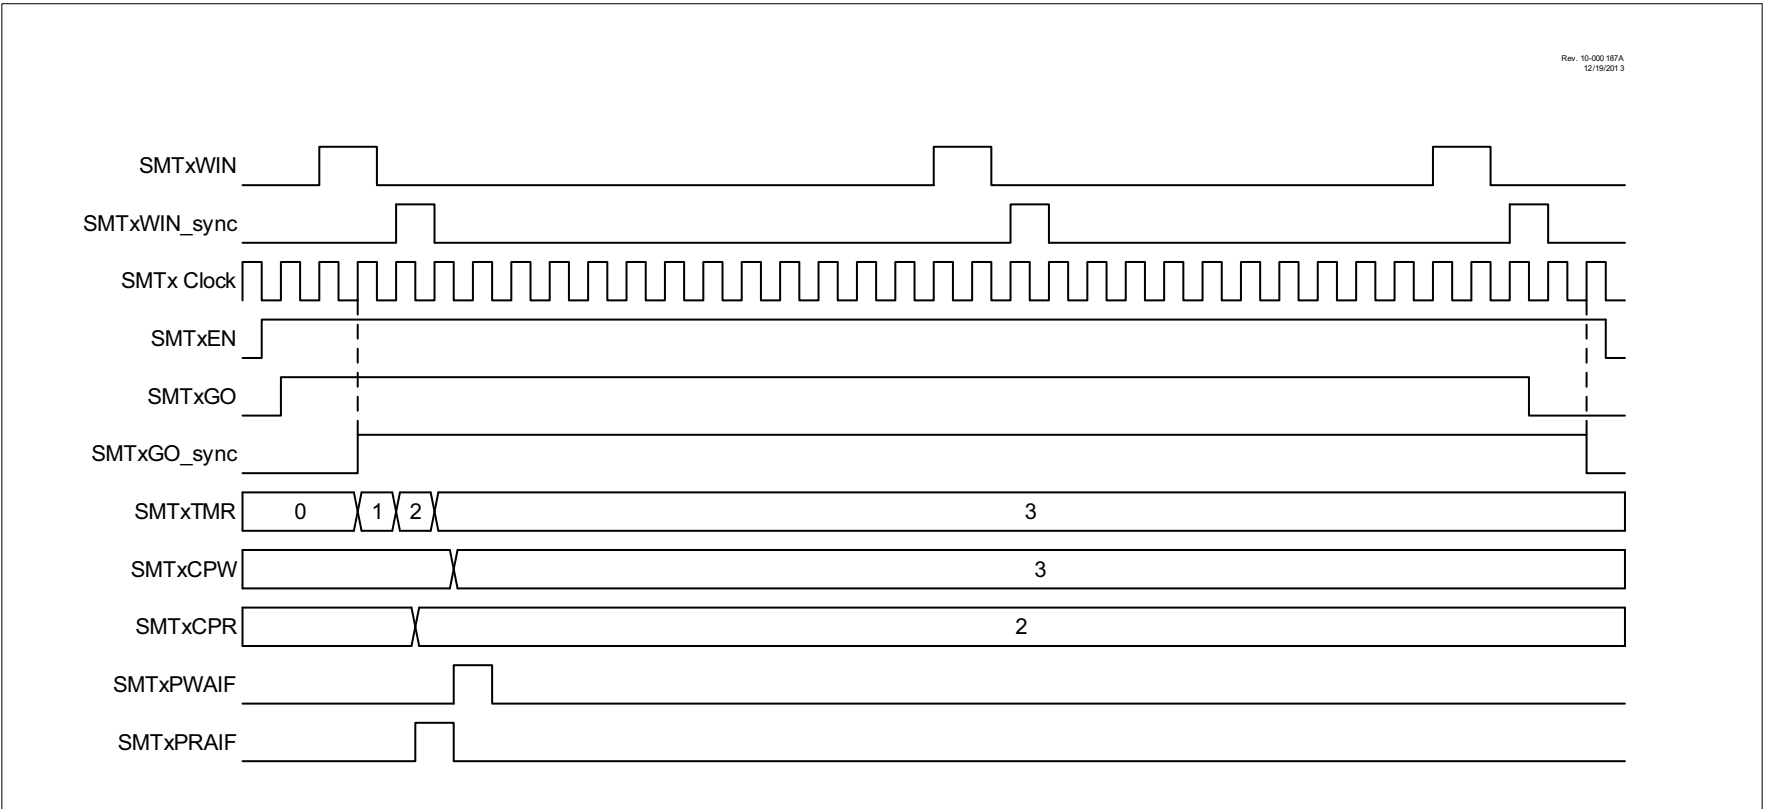 Rev. 10-000 187A
12/19/201 3
SMTxWIN
SMTxWIN_sync
SMTx Clock
SMTxEN
SMTxGO
SMTxGO_sync
SMTxTMR 0 1 2 3
SMTxCPW 3
SMTxCPR 2
SMTxPWAIF
SMTxPRAIF